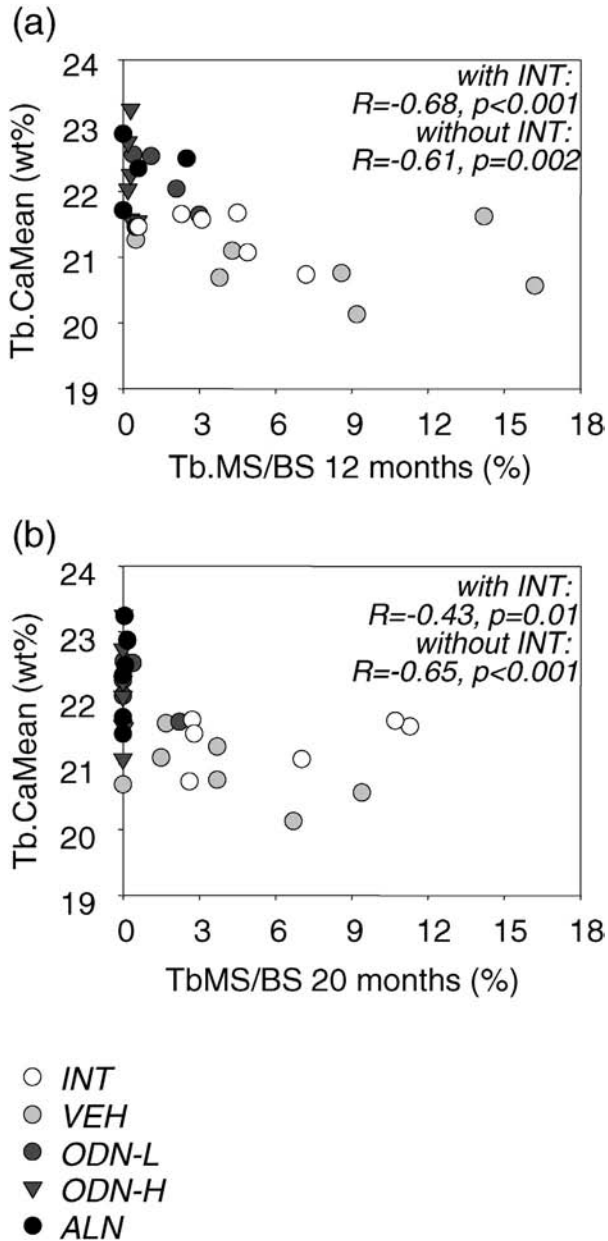 (a)
24
23
22
21
20
19
Tb.CaMean (wt%)
with INT:
R=-0.68, p<0.001
without INT:
R=-0.61, p=0.002
0 3 6 9 12 15 18
Tb.MS/BS 12 months (%)
(b)
24
23
22
21
20
19
Tb.CaMean (wt%)
with INT:
R=-0.43, p=0.01
without INT:
R=-0.65, p<0.001
0 3 6 9 12 15 18
TbMS/BS 20 months (%)
INT
VEH
ODN-L
ODN-H
ALN